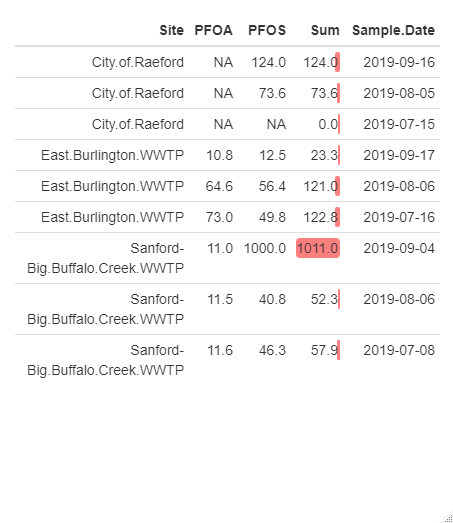 Site PFOA PFOS Sum Sample.Date
City.of.Raeford NA 124.0 124.0 2019-09-16
City.of.Raeford NA 73.6 73.6 2019-08-05
City.of.Raeford NA NA 0.0 2019-07-15
East.Burlington.WWTP 10.8 12.5 23.3 2019-09-17
East.Burlington.WWTP 64.6 56.4 121.0 2019-08-06
East.Burlington.WWTP 73.0 49.8 122.8 2019-07-16
Sanford- 11.0 1000.0 1011.0 2019-09-04
Big.Buffalo.Creek.WWTP
Sanford- 11.5 40.8 52.3 2019-08-06
Big.Buffalo.Creek.WWTP
Sanford- 11.6 46.3 57.9 2019-07-08
Big.Buffalo.Creek.WWTP